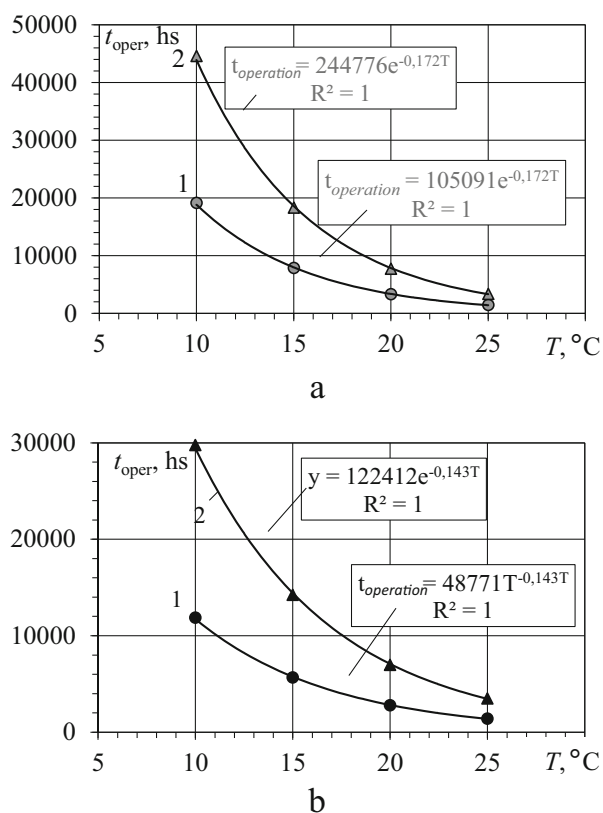 50000
t_oper, hs
2
t_operation = 244776e^-0,172T
R² = 1
40000
30000
t_operation = 105091e^-0,172T
R² = 1
20000
1
10000
0
5 10 15 20 25 T, °C
a
30000
t_oper, hs
y = 122412e^-0,143T
R² = 1
2
20000
t_operation = 48771T^-0,143T
R² = 1
1
10000
0
5 10 15 20 25 T, °C
b